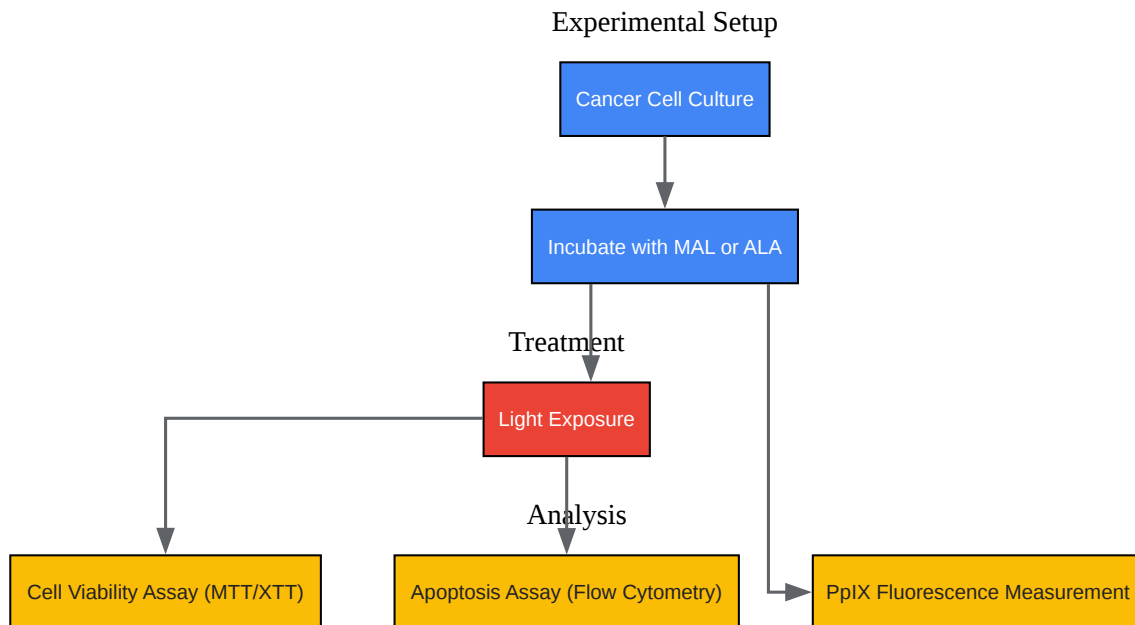 Experimental Setup
Cancer Cell Culture
Incubate with MAL or ALA
Treatment
Light Exposure
Analysis
Cell Viability Assay (MTT/XTT)
Apoptosis Assay (Flow Cytometry)
PpIX Fluorescence Measurement